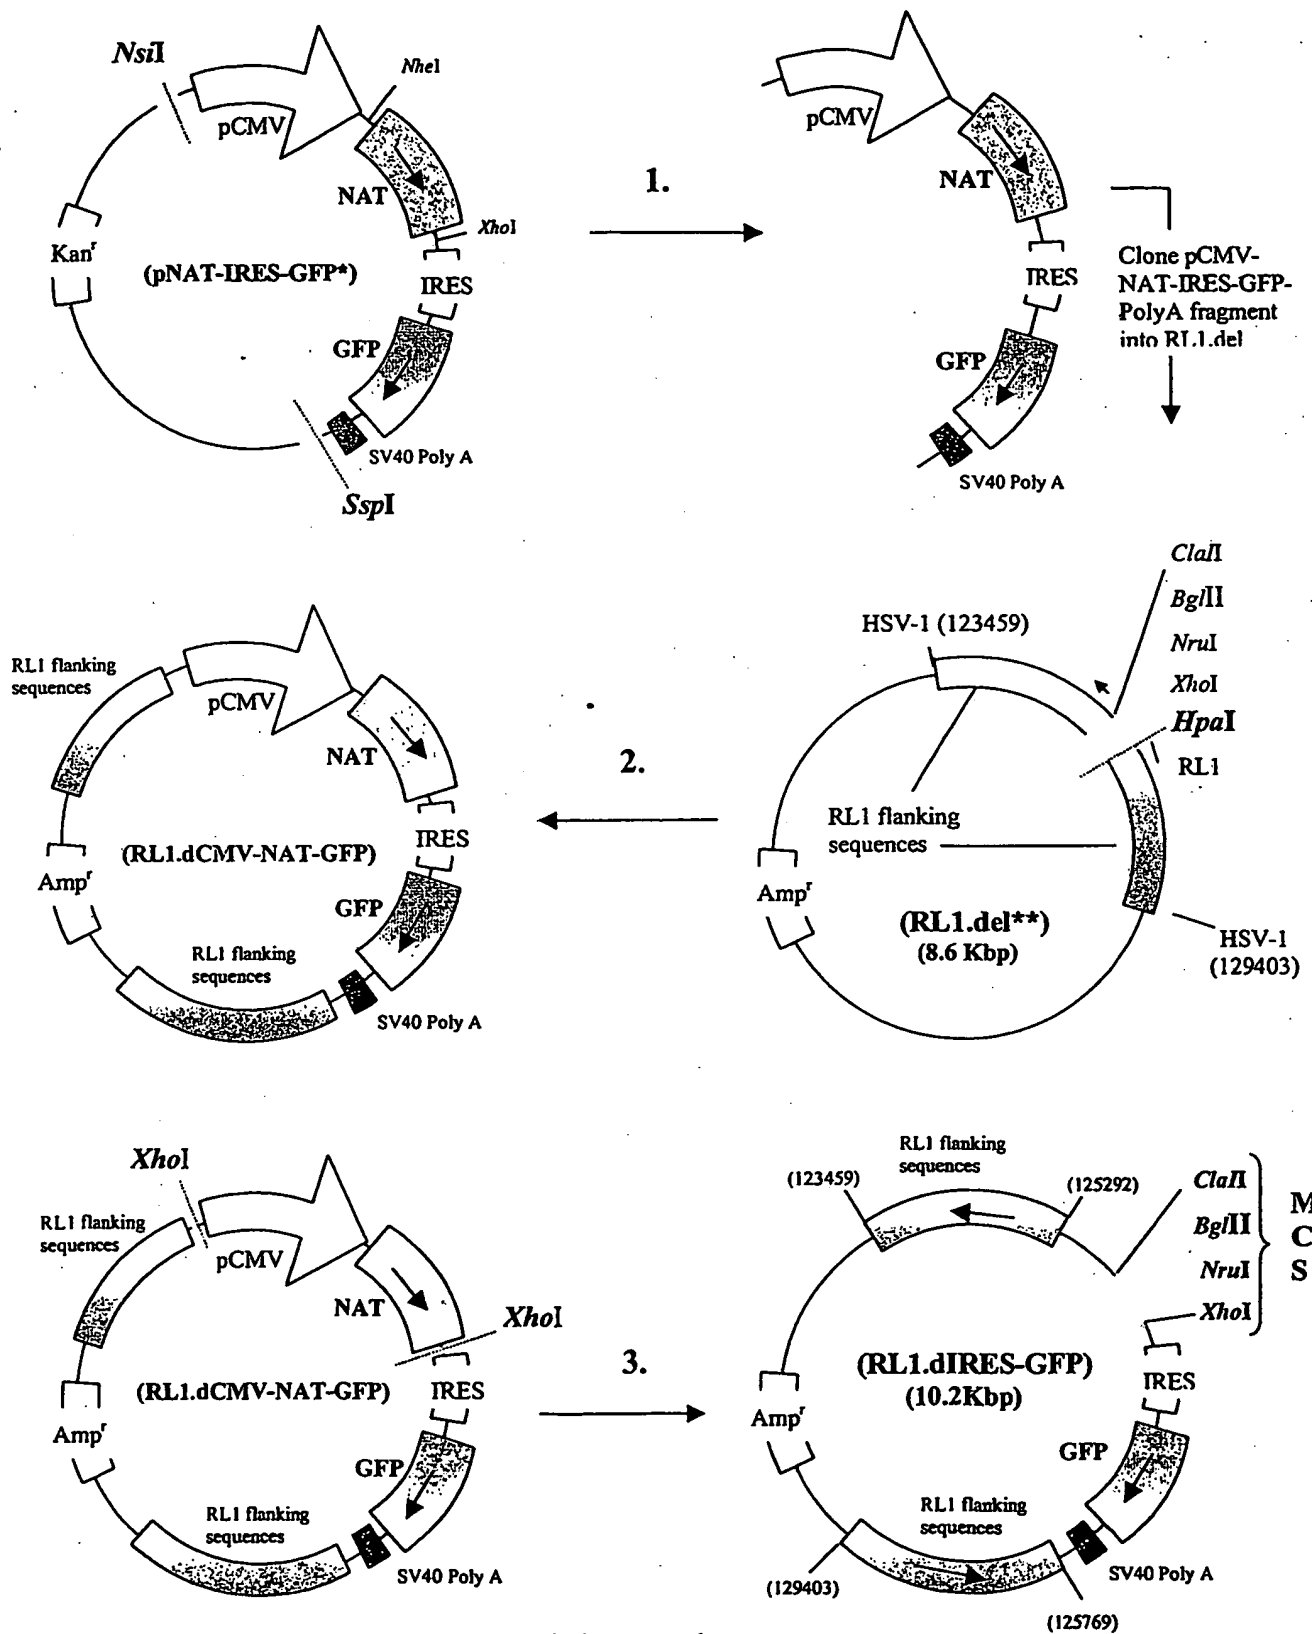 NsiI
NheI
pCMV
NAT
XhoI
Kanʳ
(pNAT-IRES-GFP*)
IRES
GFP
SV40 Poly A
SspI
1.
pCMV
NAT
IRES
GFP
SV40 Poly A
Clone pCMV-
NAT-IRES-GFP-
PolyA fragment
into RL1.del
RL1 flanking
sequences
pCMV
NAT
(RL1.dCMV-NAT-GFP)
IRES
Ampʳ
GFP
RL1 flanking
sequences
SV40 Poly A
2.
ClaI
BglII
NruI
XhoI
HpaI
RL1
HSV-1 (123459)
RL1 flanking
sequences
Ampʳ
(RL1.del**)
(8.6 Kbp)
HSV-1
(129403)
XhoI
RL1 flanking
sequences
pCMV
NAT
XhoI
(RL1.dCMV-NAT-GFP)
IRES
Ampʳ
GFP
RL1 flanking
sequences
SV40 Poly A
3.
RL1 flanking
sequences
(123459)
(125292)
ClaI
BglII
NruI
XhoI
M
C
S
(RL1.dIRES-GFP)
(10.2Kbp)
IRES
Ampʳ
GFP
RL1 flanking
sequences
SV40 Poly A
(129403)
(125769)